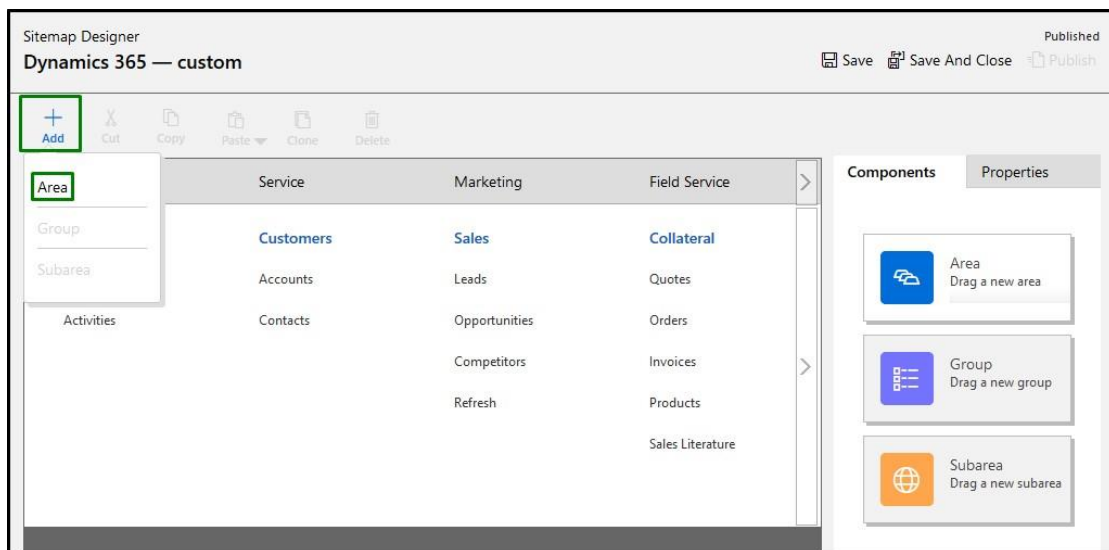 Sitemap Designer
Published
Dynamics 365 — custom
Save
Save And Close
Publish
Add
Cut
Copy
Paste
Clone
Delete
Area
Group
Subarea
Service
Marketing
Field Service
Activities
Customers
Accounts
Contacts
Sales
Leads
Opportunities
Competitors
Refresh
Collateral
Quotes
Orders
Invoices
Products
Sales Literature
Components
Properties
Area
Drag a new area
Group
Drag a new group
Subarea
Drag a new subarea